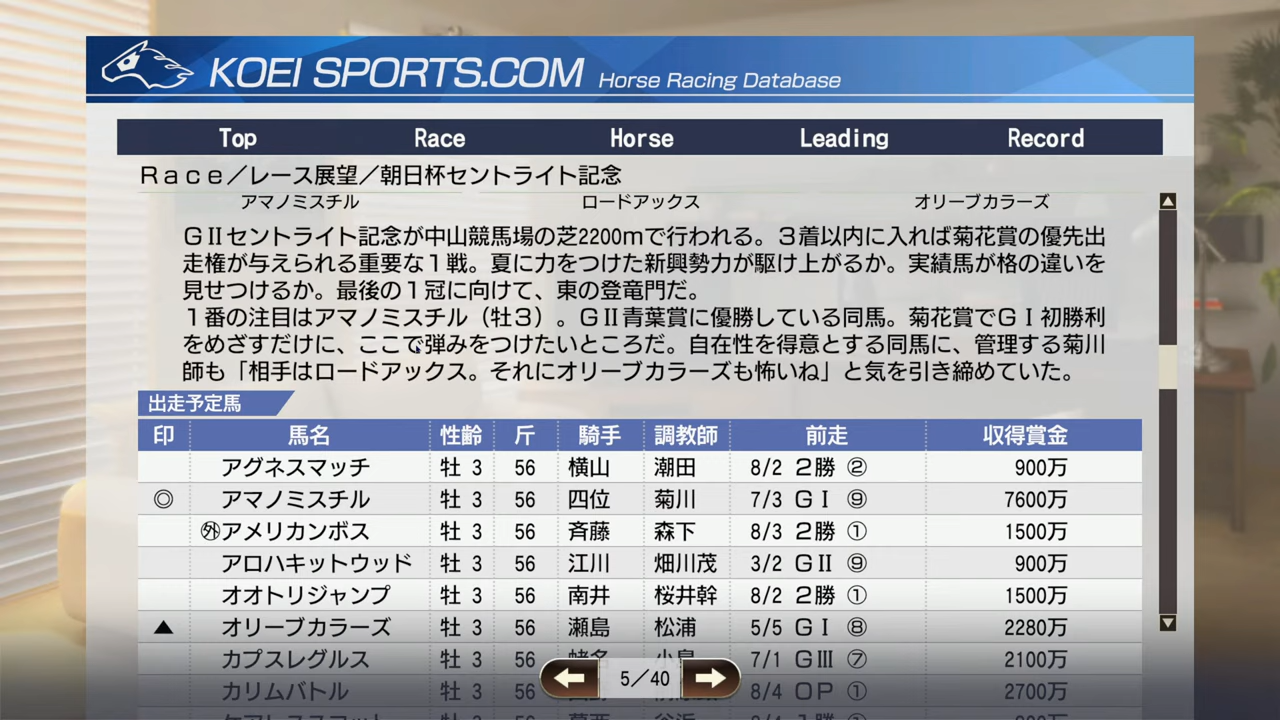 KOEI SPORTS.COM Horse Racing Database
Top Race Horse Leading Record
Race／レース展望／朝日杯セントライト記念
アマノミスチル ロードアックス オリーブカラーズ
ＧⅡセントライト記念が中山競馬場の芝2200mで行われる。３着以内に入れば菊花賞の優先出
走権が与えられる重要な１戦。夏に力をつけた新興勢力が駆け上がるか。実績馬が格の違いを
見せつけるか。最後の１冠に向けて、東の登竜門だ。
１番の注目はアマノミスチル（牡３）。ＧⅡ青葉賞に優勝している同馬。菊花賞でＧⅠ初勝利
をめざすだけに、ここで弾みをつけたいところだ。自在性を得意とする同馬に、管理する菊川
師も「相手はロードアックス。それにオリーブカラーズも怖いね」と気を引き締めていた。
出走予定馬
印 馬名 性齢 斤 騎手 調教師 前走 収得賞金
アグネスマッチ 牡 3 56 横山 潮田 8/2 2勝 ② 900万
◎ アマノミスチル 牡 3 56 四位 菊川 7/3 ＧⅠ ⑨ 7600万
㊕アメリカンボス 牡 3 56 斉藤 森下 8/3 2勝 ① 1500万
アロハキットウッド 牡 3 56 江川 畑川茂 3/2 ＧⅡ ⑨ 900万
オオトリジャンプ 牡 3 56 南井 桜井幹 8/2 2勝 ① 1500万
▲ オリーブカラーズ 牡 3 56 瀬島 松浦 5/5 ＧⅠ ⑧ 2280万
カプスレグルス 牡 3 56 7/1 ＧⅢ ⑦ 2100万
カリムバトル 牡 3 56 8/4 OP ① 2700万
5／40